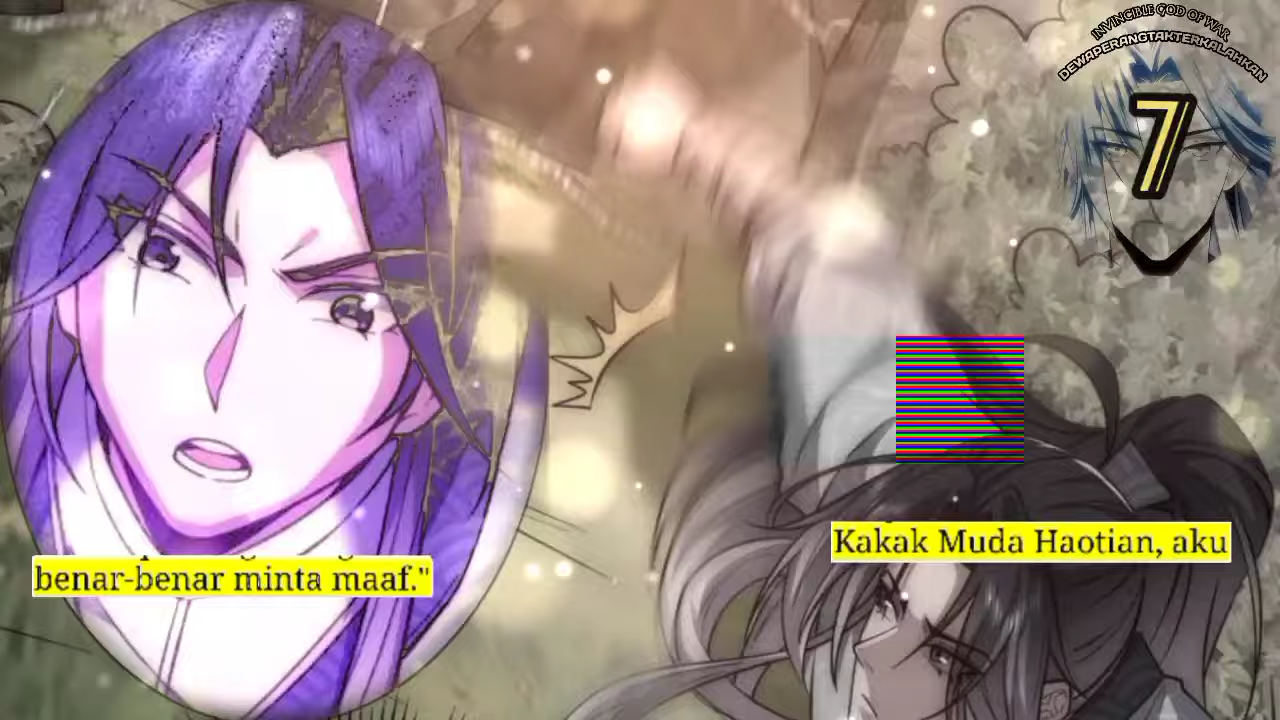 INVINCIBLE GOD OF WAR
DEWAPERANGTAKTERKALAHKAN
7
Kakak Muda Haotian, aku
benar-benar minta maaf."